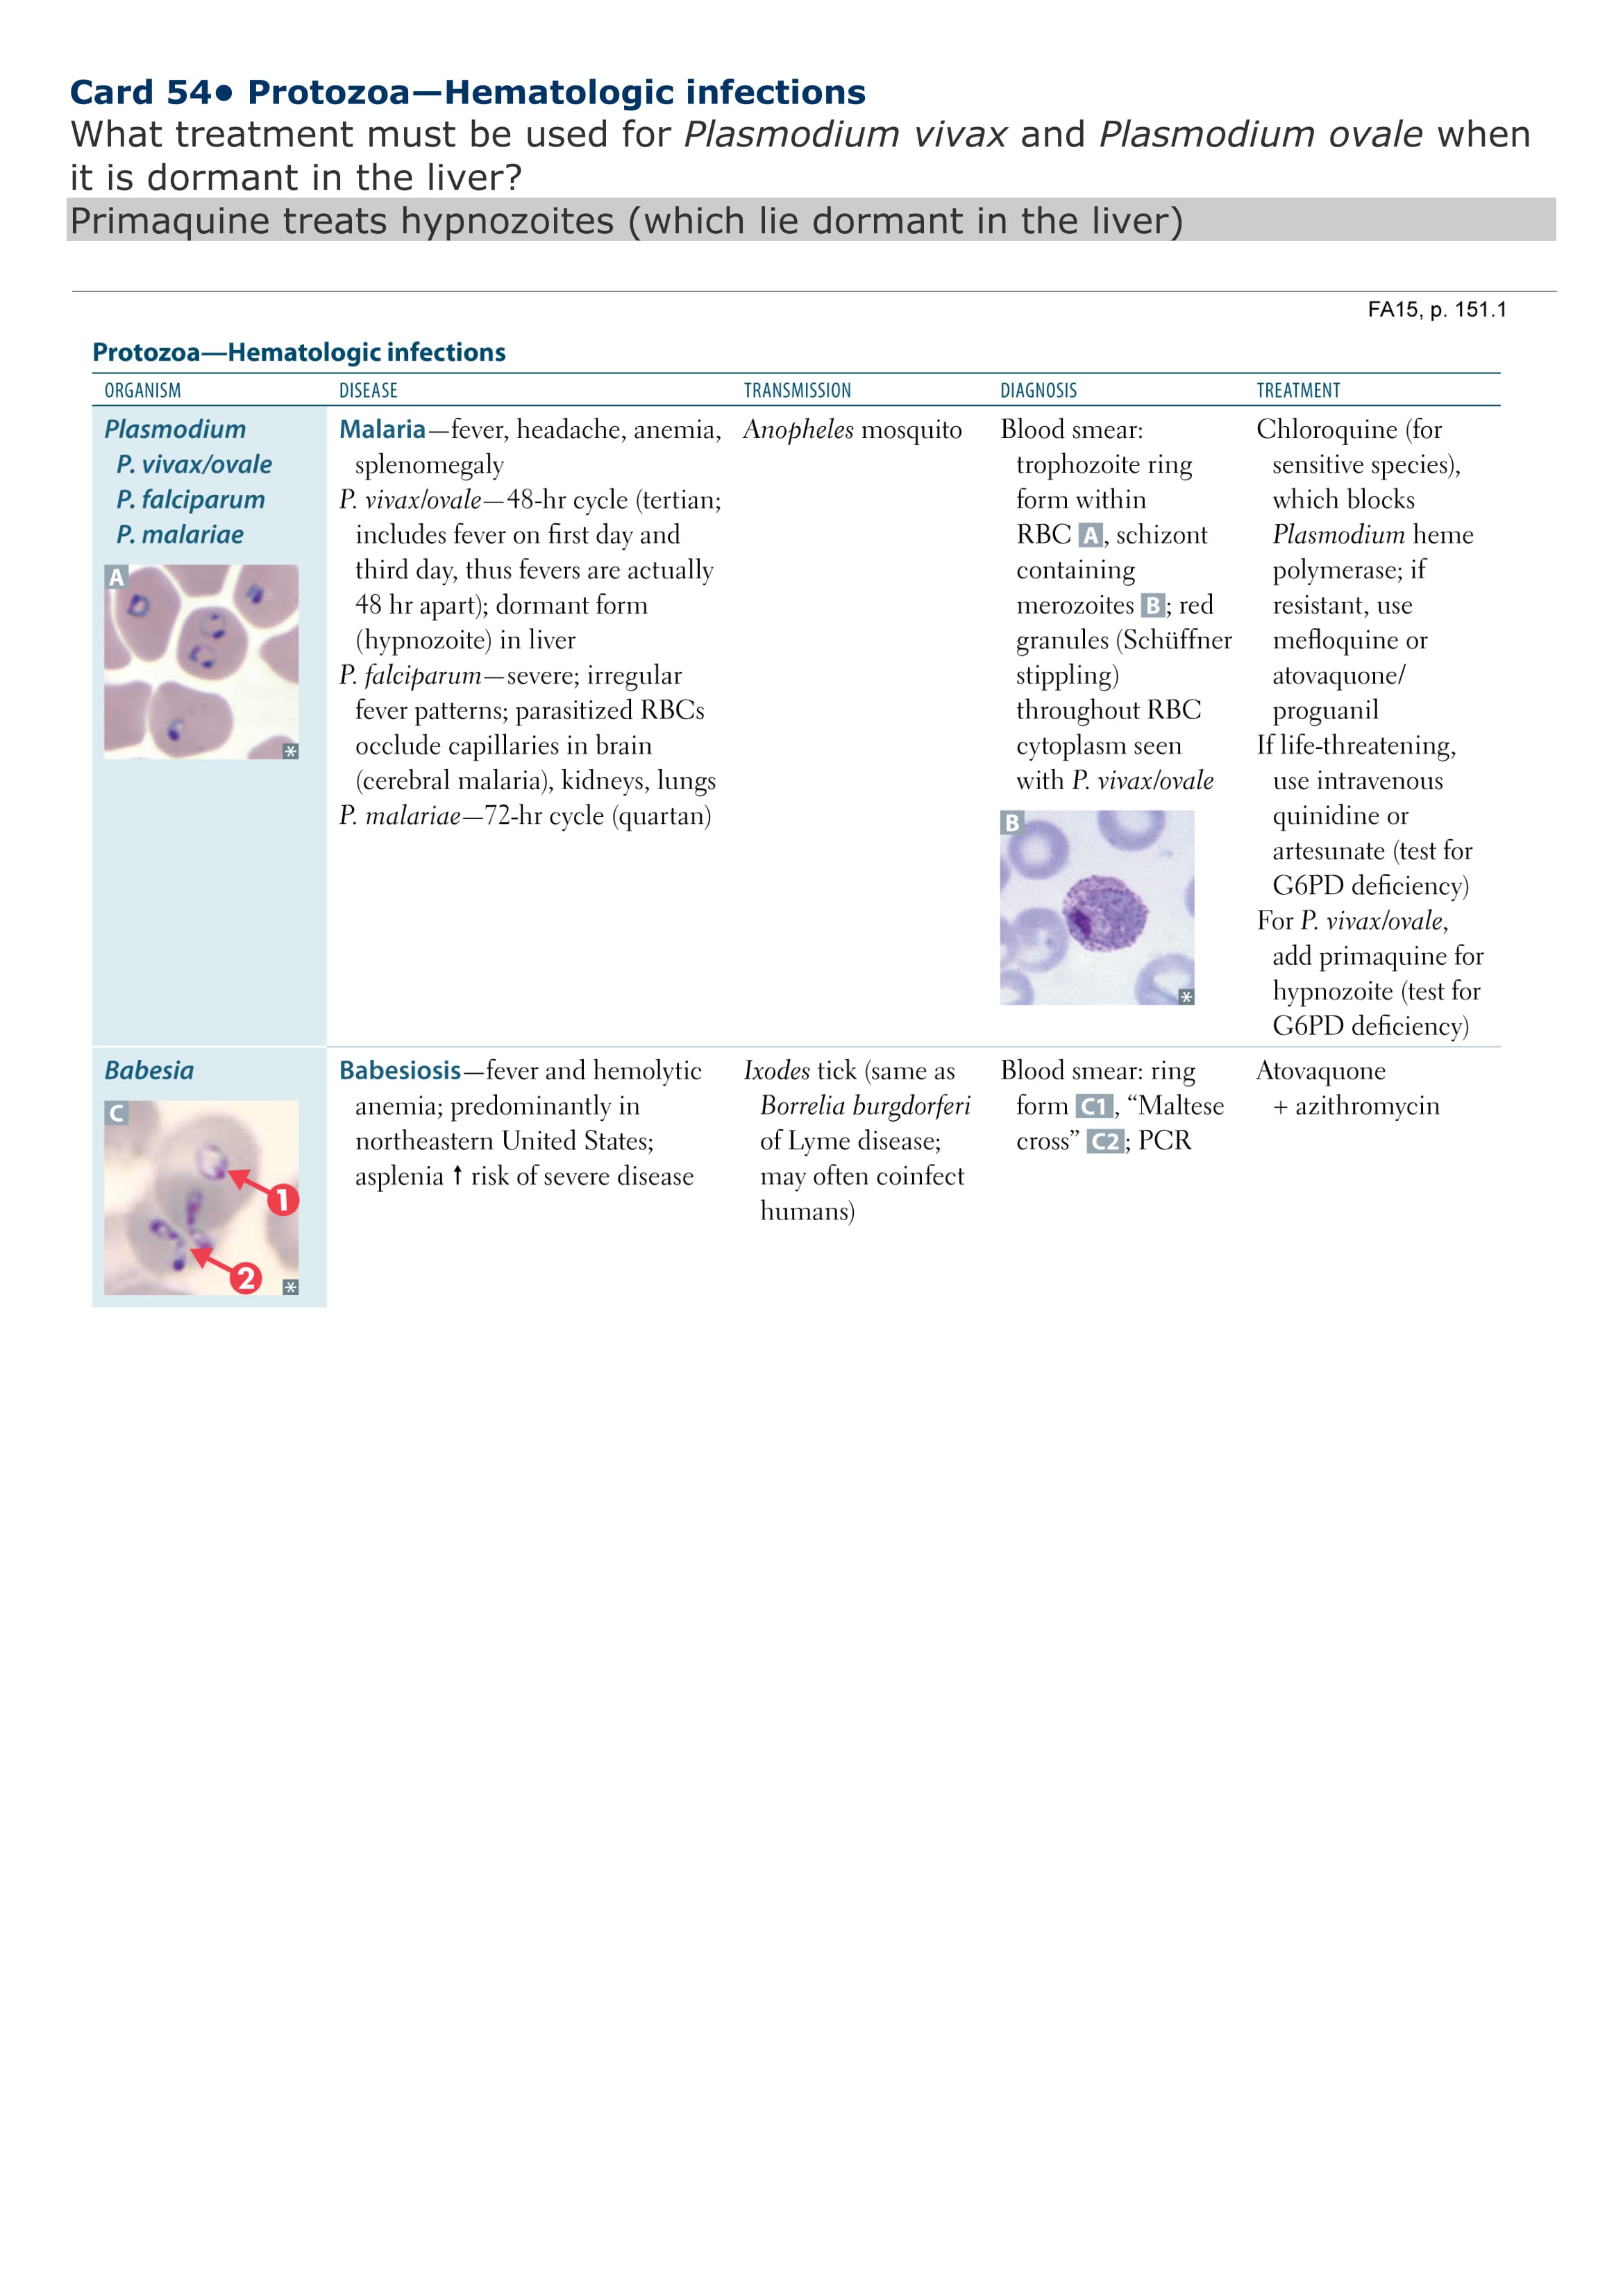 Card 54● Protozoa—Hematologic infections
What treatment must be used for Plasmodium vivax and Plasmodium ovale when
it is dormant in the liver?
Primaquine treats hypnozoites (which lie dormant in the liver)
FA15, p. 151.1
Protozoa—Hematologic infections
ORGANISM DISEASE TRANSMISSION DIAGNOSIS TREATMENT
Plasmodium
P. vivax/ovale
P. falciparum
P. malariae
A
*
Malaria—fever, headache, anemia,
splenomegaly
P. vivax/ovale—48-hr cycle (tertian;
includes fever on first day and
third day, thus fevers are actually
48 hr apart); dormant form
(hypnozoite) in liver
P. falciparum—severe; irregular
fever patterns; parasitized RBCs
occlude capillaries in brain
(cerebral malaria), kidneys, lungs
P. malariae—72-hr cycle (quartan)
Anopheles mosquito
Blood smear:
trophozoite ring
form within
RBC A, schizont
containing
merozoites B; red
granules (Schüffner
stippling)
throughout RBC
cytoplasm seen
with P. vivax/ovale
B
*
Chloroquine (for
sensitive species),
which blocks
Plasmodium heme
polymerase; if
resistant, use
mefloquine or
atovaquone/
proguanil
If life-threatening,
use intravenous
quinidine or
artesunate (test for
G6PD deficiency)
For P. vivax/ovale,
add primaquine for
hypnozoite (test for
G6PD deficiency)
Babesia
C
1
2
*
Babesiosis—fever and hemolytic
anemia; predominantly in
northeastern United States;
asplenia ↑ risk of severe disease
Ixodes tick (same as
Borrelia burgdorferi
of Lyme disease;
may often coinfect
humans)
Blood smear: ring
form C1, “Maltese
cross” C2; PCR
Atovaquone
+ azithromycin